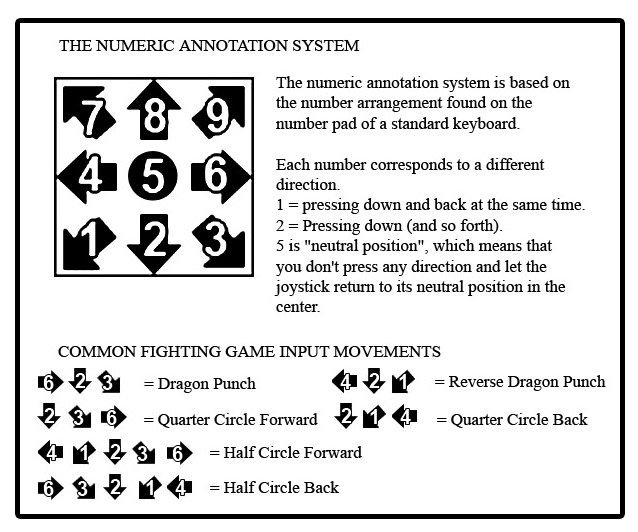 THE NUMERIC ANNOTATION SYSTEM
7 8 9
4 5 6
1 2 3
The numeric annotation system is based on
the number arrangement found on the
number pad of a standard keyboard.
Each number corresponds to a different
direction.
1 = pressing down and back at the same time.
2 = Pressing down (and so forth).
5 is "neutral position", which means that
you don't press any direction and let the
joystick return to its neutral position in the
center.
COMMON FIGHTING GAME INPUT MOVEMENTS
6 2 3 = Dragon Punch
4 2 1 = Reverse Dragon Punch
2 3 6 = Quarter Circle Forward
2 1 4 = Quarter Circle Back
4 1 2 3 6 = Half Circle Forward
6 3 2 1 4 = Half Circle Back